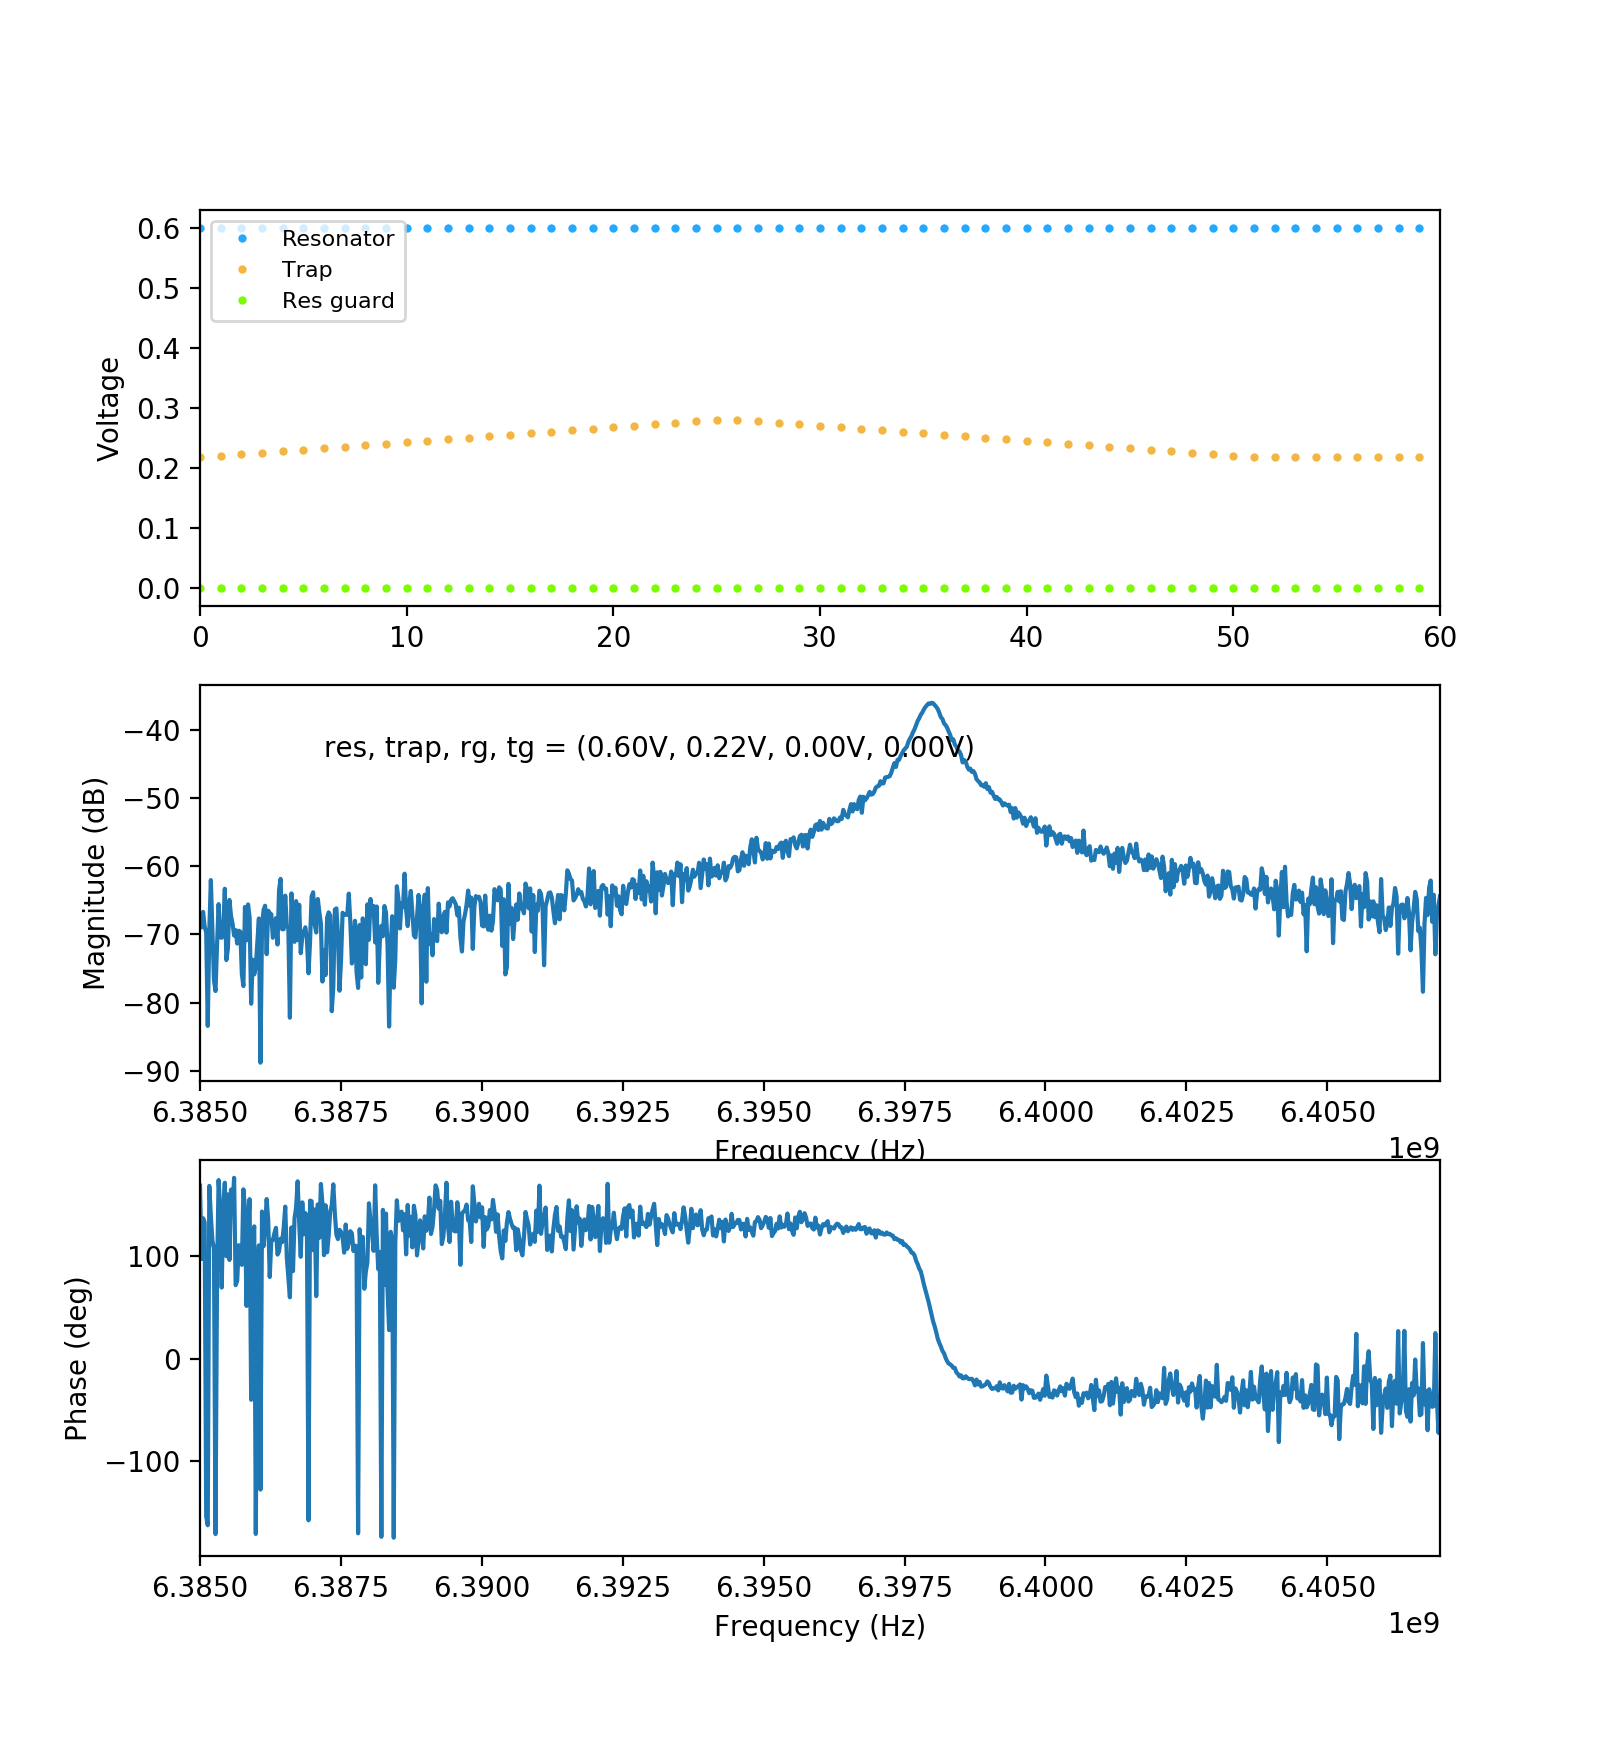 0.6
0.5
0.4
0.3
0.2
0.1
0.0
Voltage
Resonator
Trap
Res guard
0 10 20 30 40 50 60
−40
−50
−60
−70
−80
−90
Magnitude (dB)
res, trap, rg, tg = (0.60V, 0.22V, 0.00V, 0.00V)
6.3850 6.3875 6.3900 6.3925 6.3950 6.3975 6.4000 6.4025 6.4050
Frequency (Hz)
1e9
100
0
−100
Phase (deg)
6.3850 6.3875 6.3900 6.3925 6.3950 6.3975 6.4000 6.4025 6.4050
Frequency (Hz)
1e9